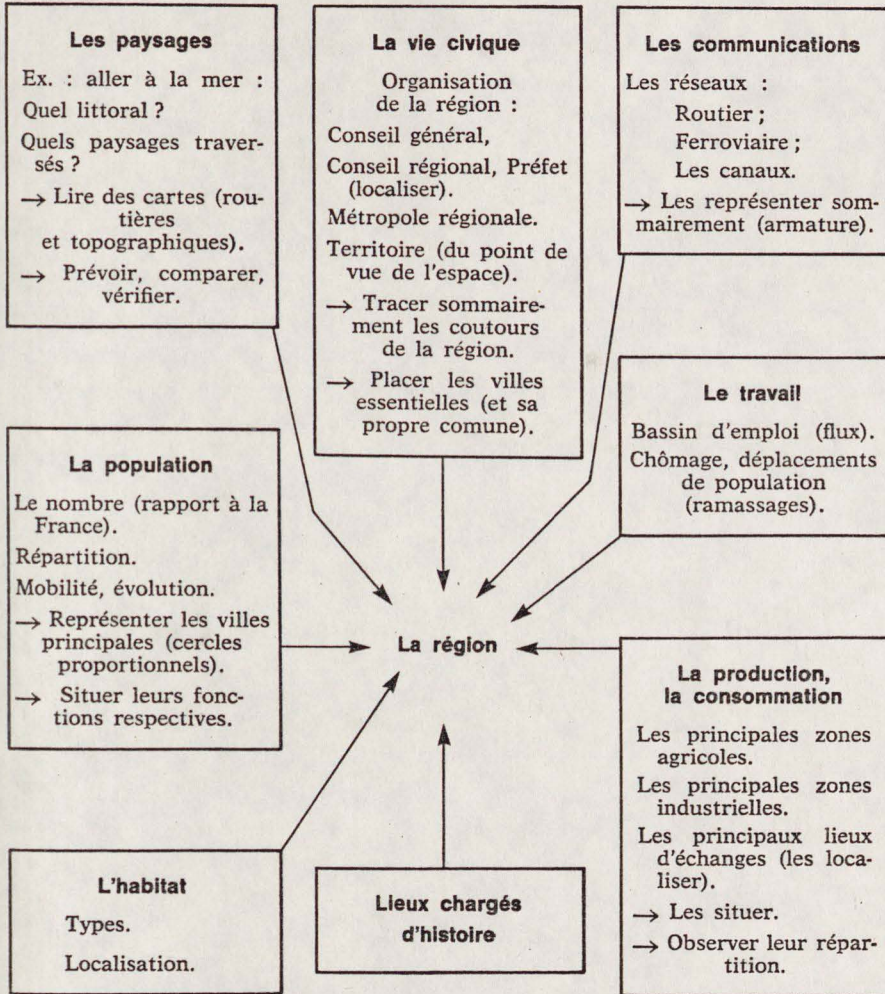 Les paysages
Ex. : aller à la mer :
Quel littoral ?
Quels paysages traver-
sés ?
→ Lire des cartes (rou-
tières
et topographiques).
→ Prévoir, comparer,
vérifier.
La vie civique
Organisation
de la région :
Conseil général,
Conseil régional, Préfet
(localiser).
Métropole régionale.
Territoire (du point de
vue de l'espace).
→ Tracer sommaire-
ment les coutours
de la région.
→ Placer les villes
essentielles (et sa
propre comune).
Les communications
Les réseaux :
Routier ;
Ferroviaire ;
Les canaux.
→ Les représenter som-
mairement (armature).
Le travail
Bassin d'emploi (flux).
Chômage, déplacements
de population
(ramassages).
La population
Le nombre (rapport à la
France).
Répartition.
Mobilité, évolution.
→ Représenter les villes
principales (cercles
proportionnels).
→ Situer leurs fonc-
tions respectives.
La région
La production,
la consommation
Les principales zones
agricoles.
Les principales zones
industrielles.
Les principaux lieux
d'échanges (les loca-
liser).
→ Les situer.
→ Observer leur répar-
tition.
L'habitat
Types.
Localisation.
Lieux chargés
d'histoire